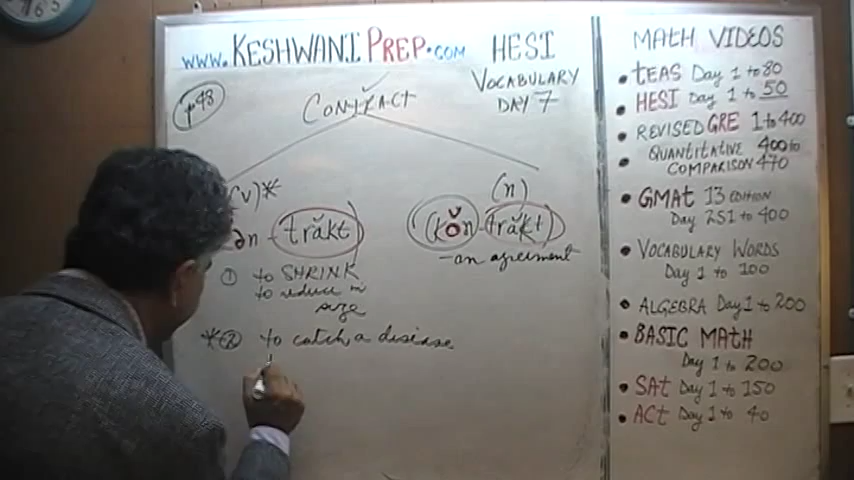 www.KESHWANIPREP.com
HESI
VOCABULARY
DAY 7
p48
CONTRACT
(v)*
ən - trăkt)
① to SHRINK
to reduce in
size
*② to catch a disease
(n)
(kŏn-trăkt)
-an agreement
MATH VIDEOS
• TEAS Day 1 to 80
• HESI Day 1 to 50
• REVISED GRE 1 to 400
• QUANTITATIVE 400 to
COMPARISON 470
• GMAT 13 EDITION
Day 251 to 400
• VOCABULARY WORDS
Day 1 to 100
• ALGEBRA Day 1 to 200
• BASIC MATH
Day 1 to 200
• SAT Day 1 to 150
• ACT Day 1 to 40